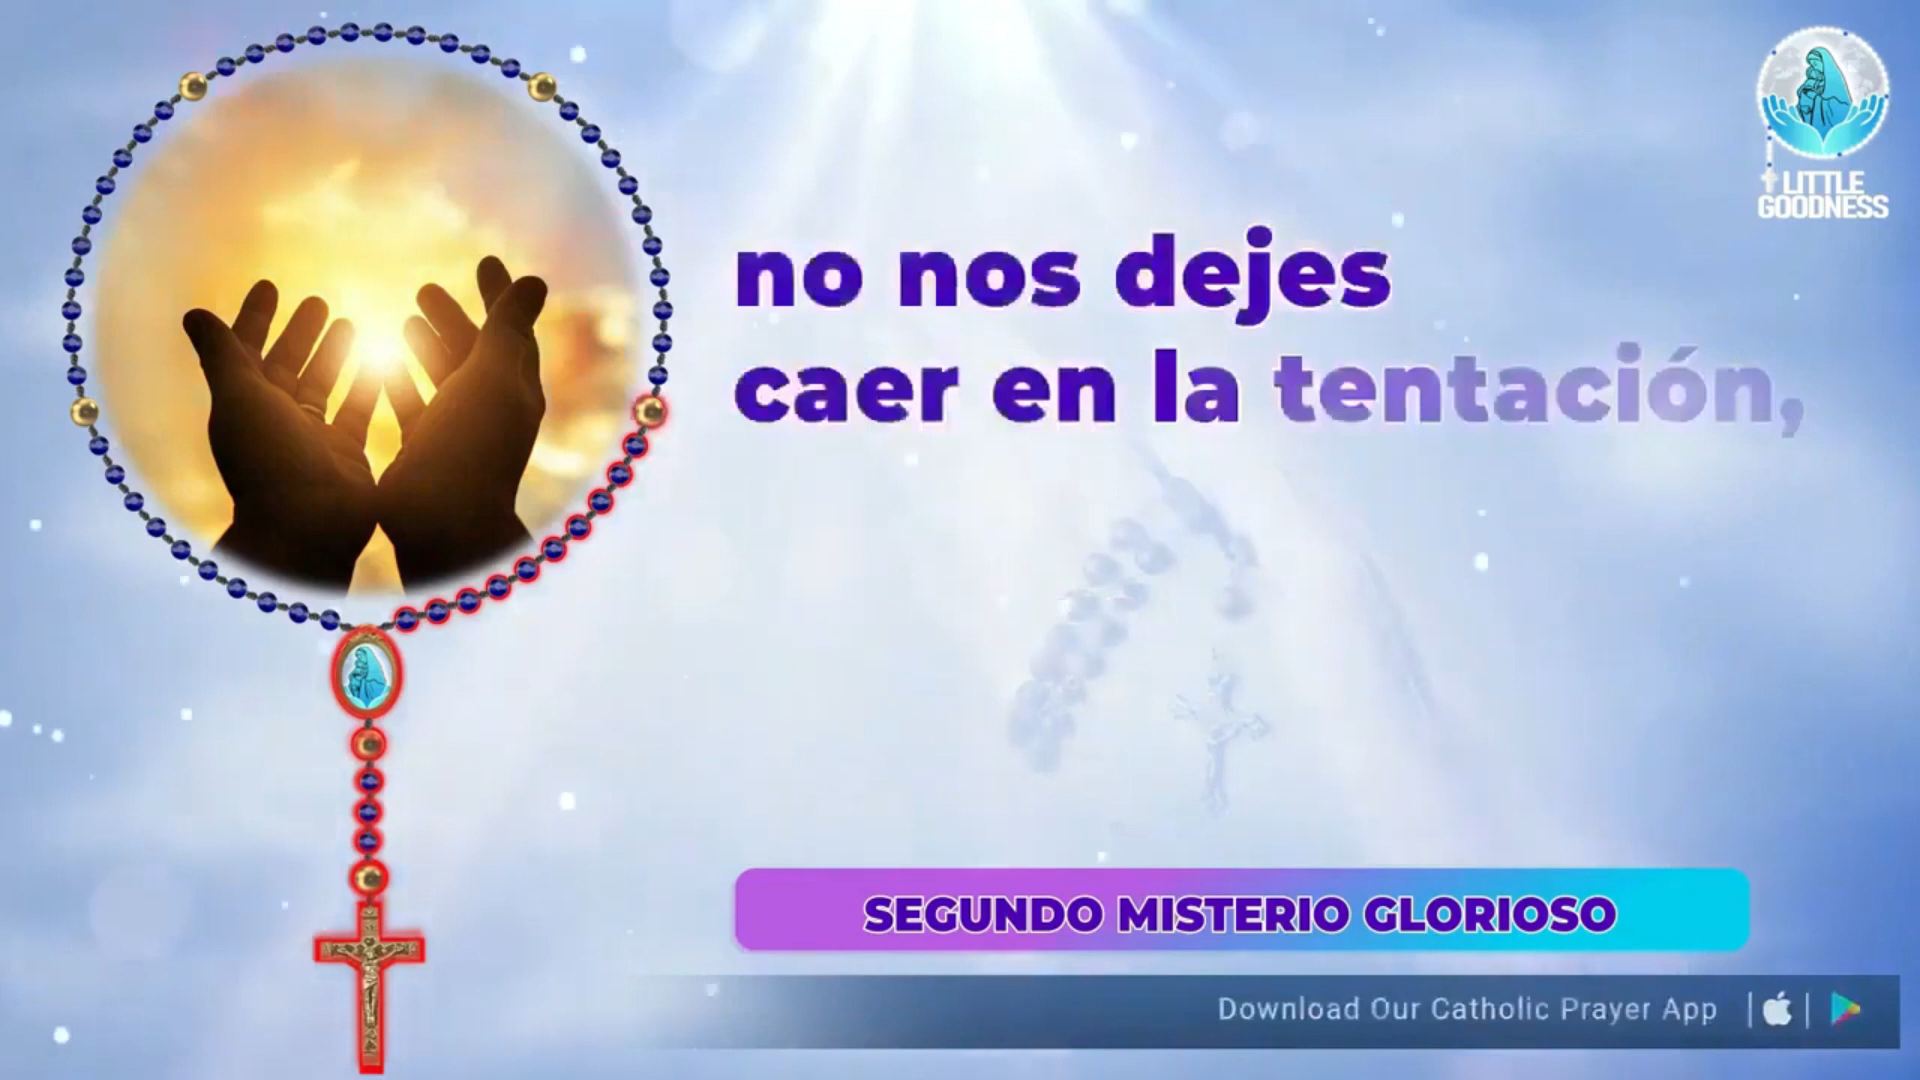 LITTLE
GOODNESS
no nos dejes
caer en la tentación,
SEGUNDO MISTERIO GLORIOSO
Download Our Catholic Prayer App